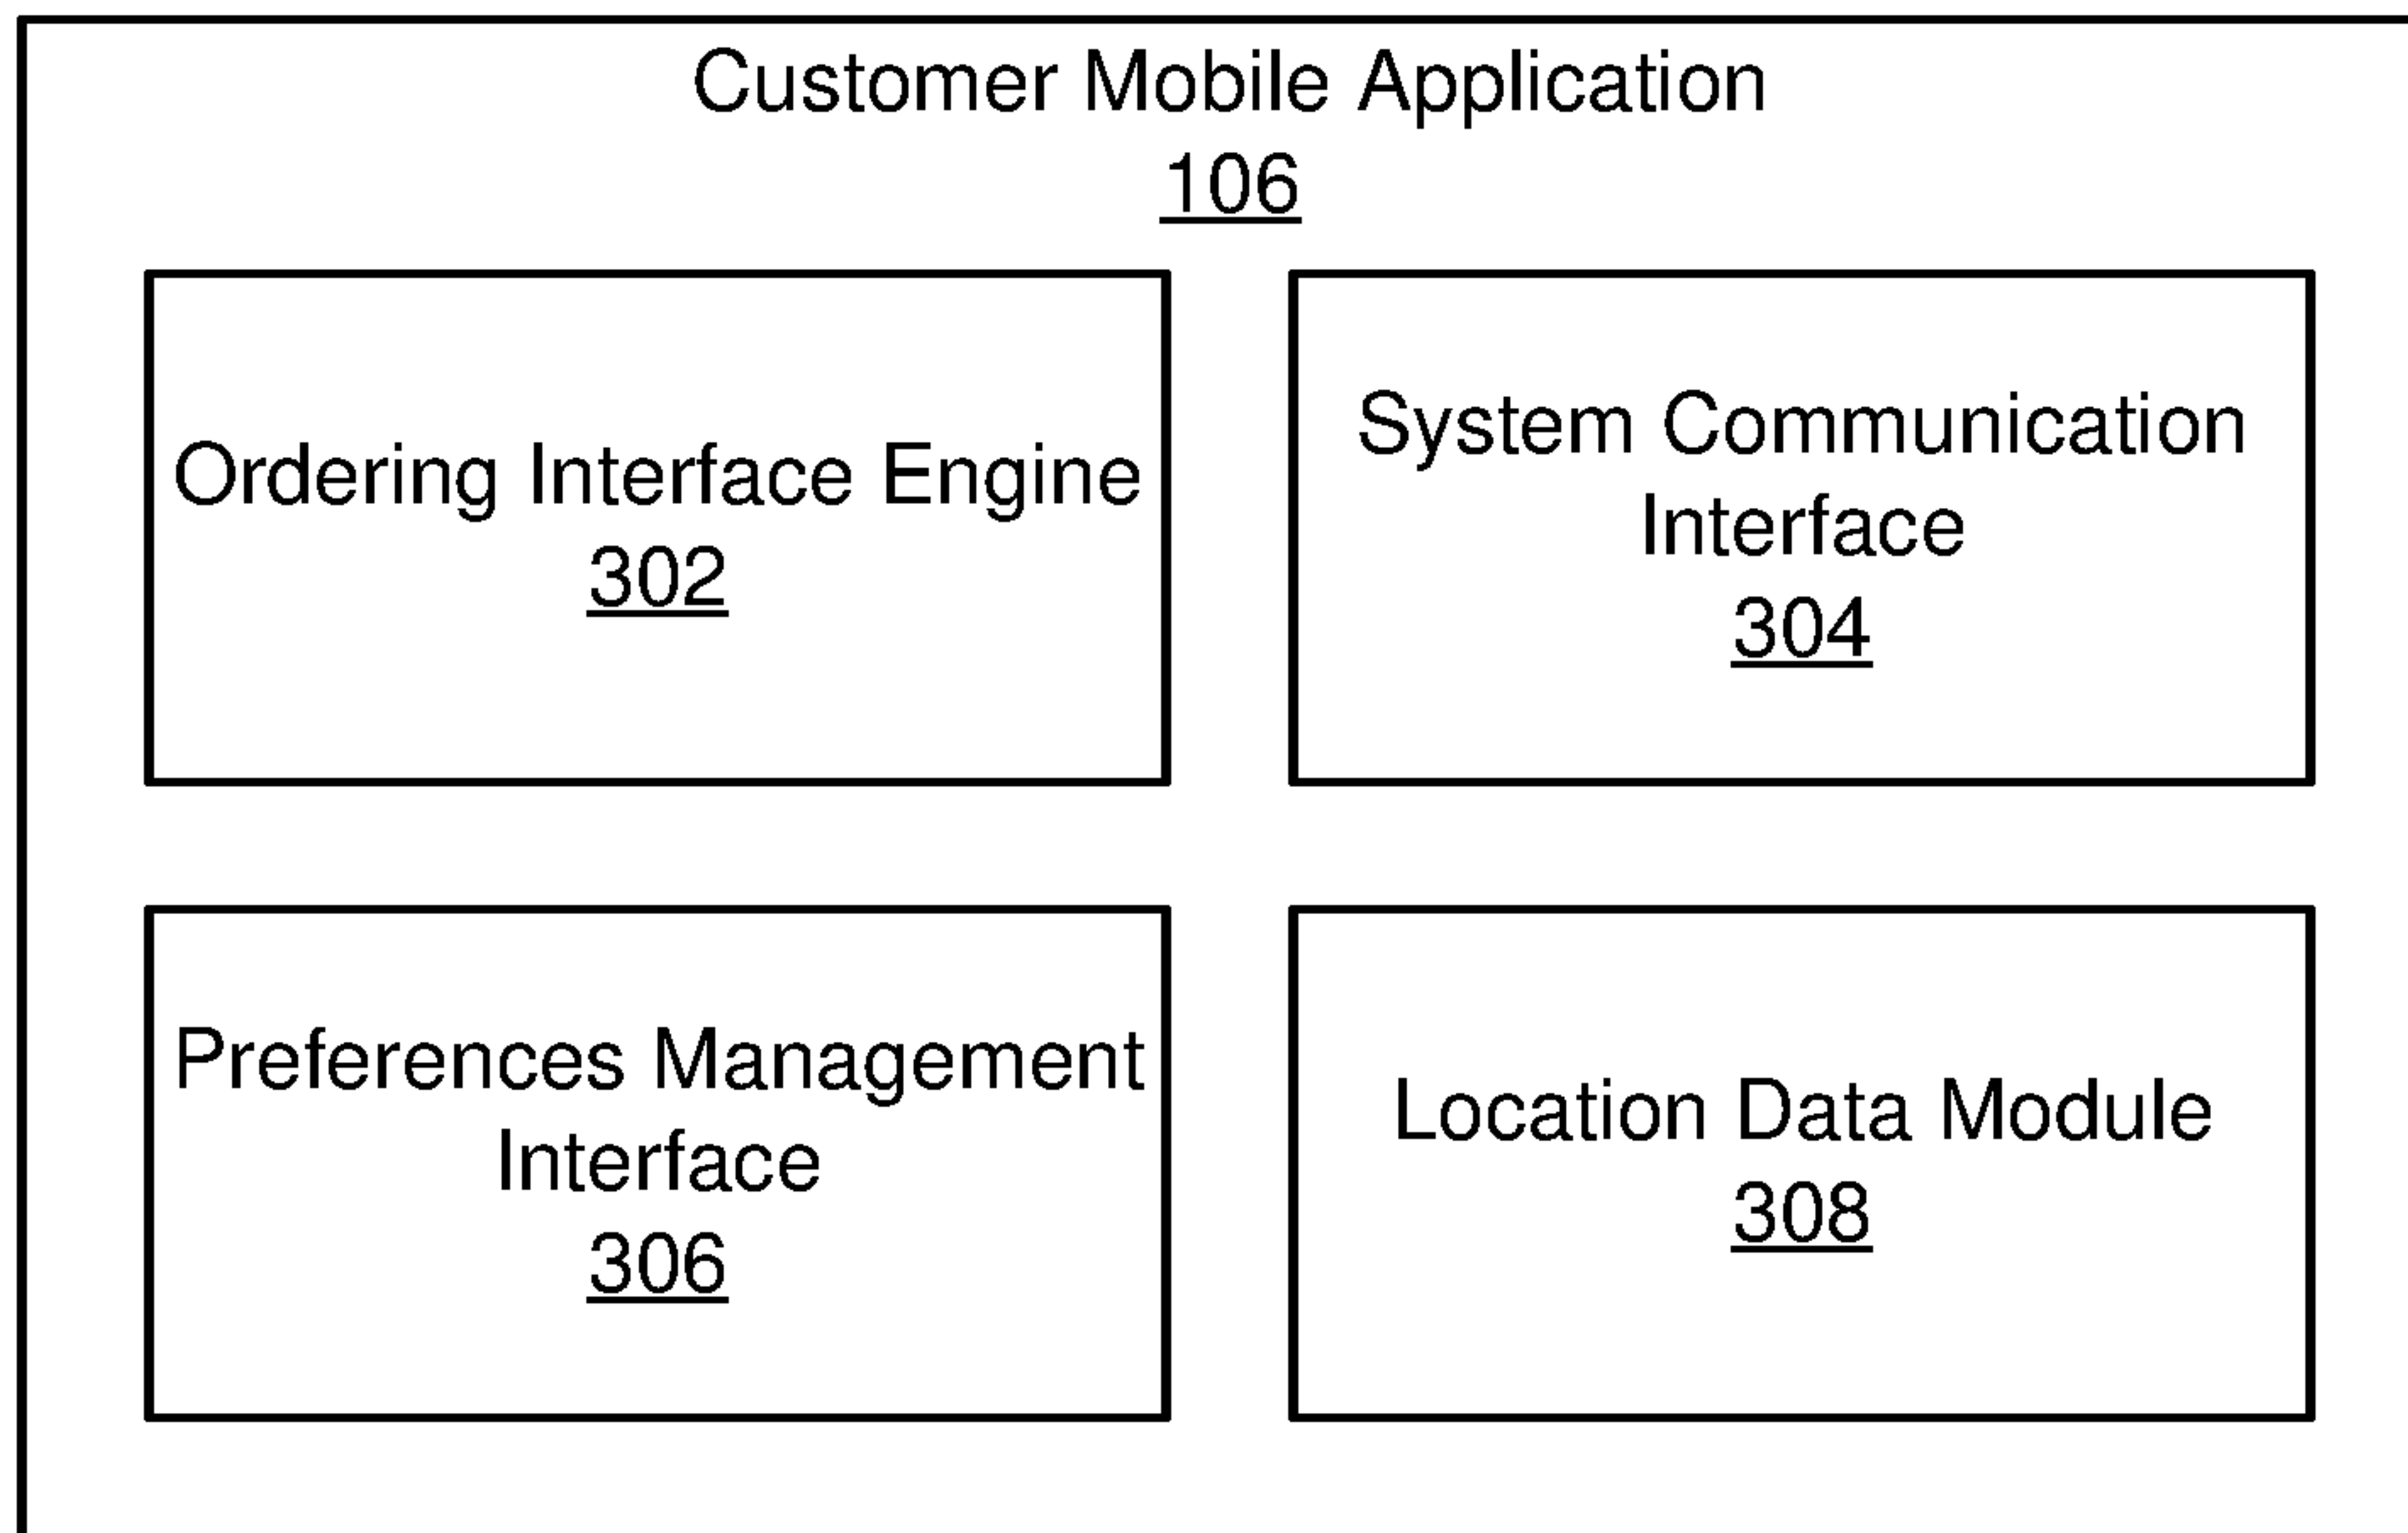 Customer Mobile Application
106
Ordering Interface Engine
302
System Communication
Interface
304
Preferences Management
Interface
306
Location Data Module
308